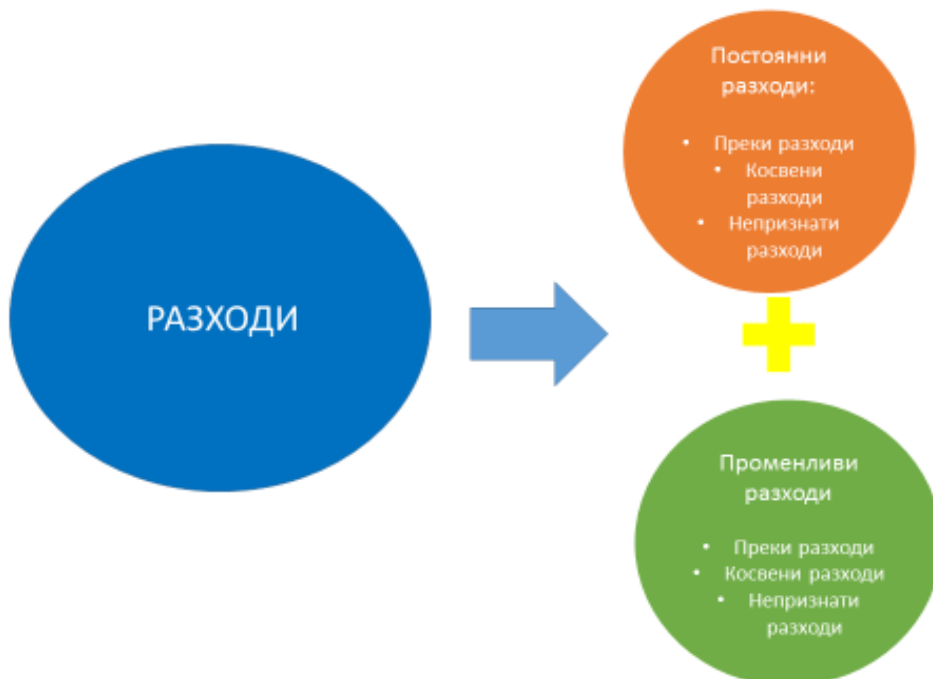 РАЗХОДИ
Постоянни
разходи:
• Преки разходи
• Косвени
разходи
• Непризнати
разходи
Променливи
разходи
• Преки разходи
• Косвени разходи
• Непризнати
разходи